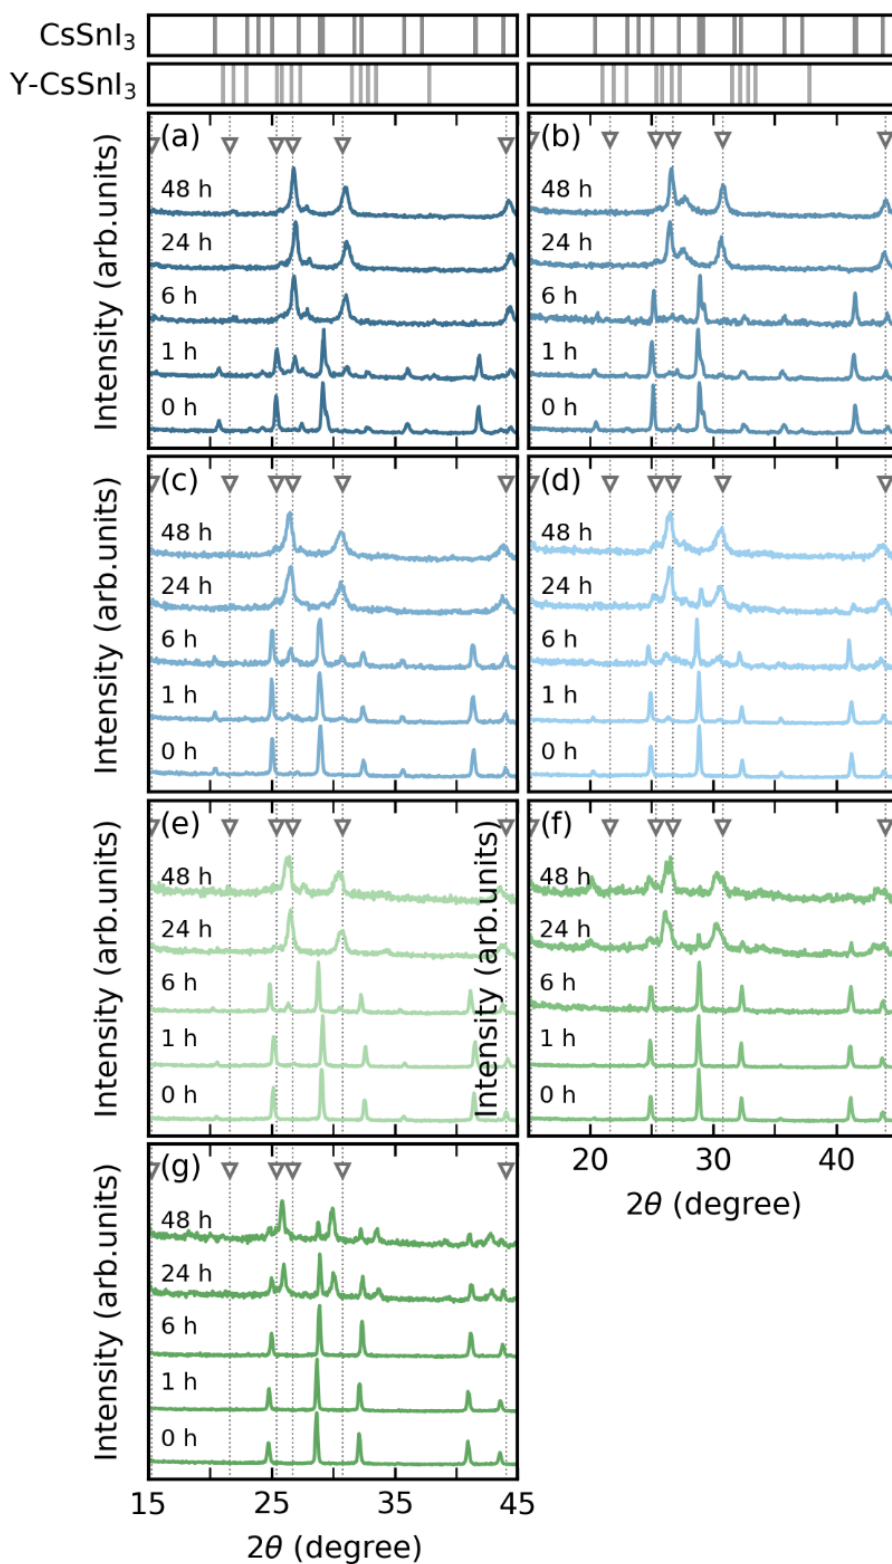 CsSnI₃
Y-CsSnI₃
Intensity (arb.units)
(a)
48 h
24 h
6 h
1 h
0 h
(b)
48 h
24 h
6 h
1 h
0 h
Intensity (arb.units)
(c)
48 h
24 h
6 h
1 h
0 h
(d)
48 h
24 h
6 h
1 h
0 h
Intensity (arb.units)
(e)
48 h
24 h
6 h
1 h
0 h
Intensity (arb.units)
(f)
48 h
24 h
6 h
1 h
0 h
20 30 40
2θ (degree)
Intensity (arb.units)
(g)
48 h
24 h
6 h
1 h
0 h
15 25 35 45
2θ (degree)